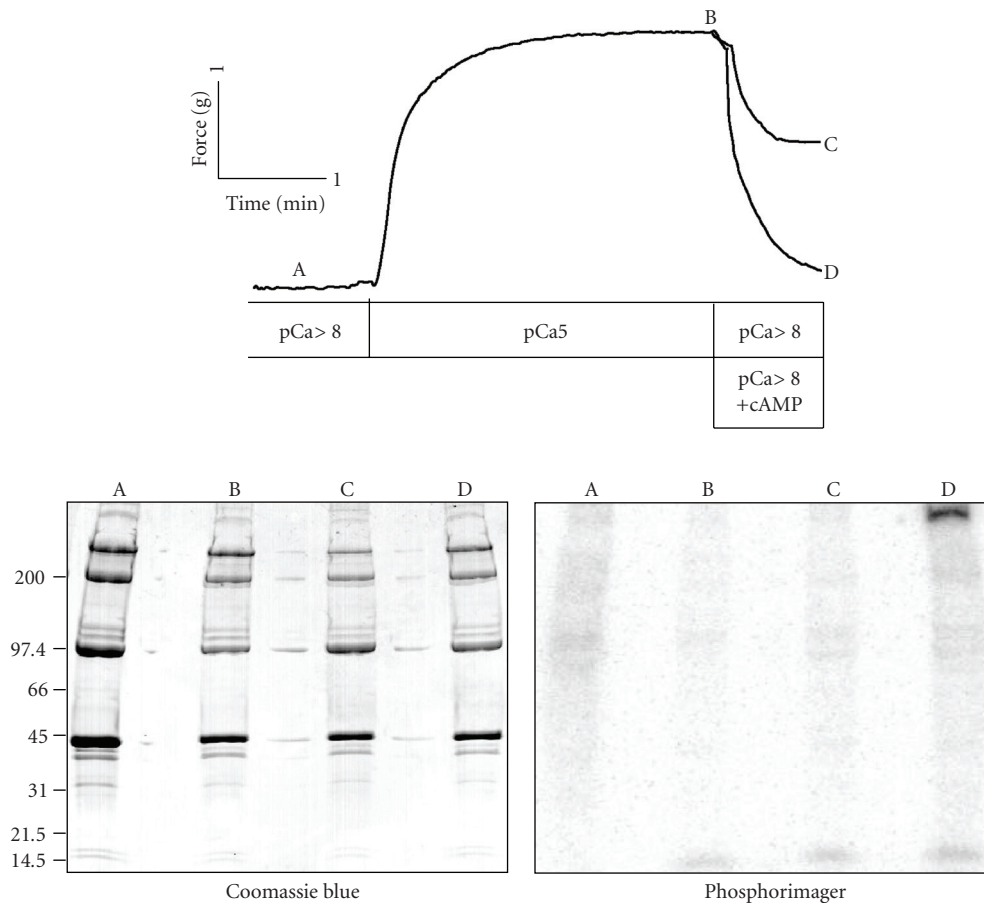 B
1
Force (g)
1
Time (min)
C
A
D
pCa> 8
pCa5
pCa> 8
pCa> 8
+cAMP
A B C D
A B C D
200
97.4
66
45
31
21.5
14.5
Coomassie blue
Phosphorimager